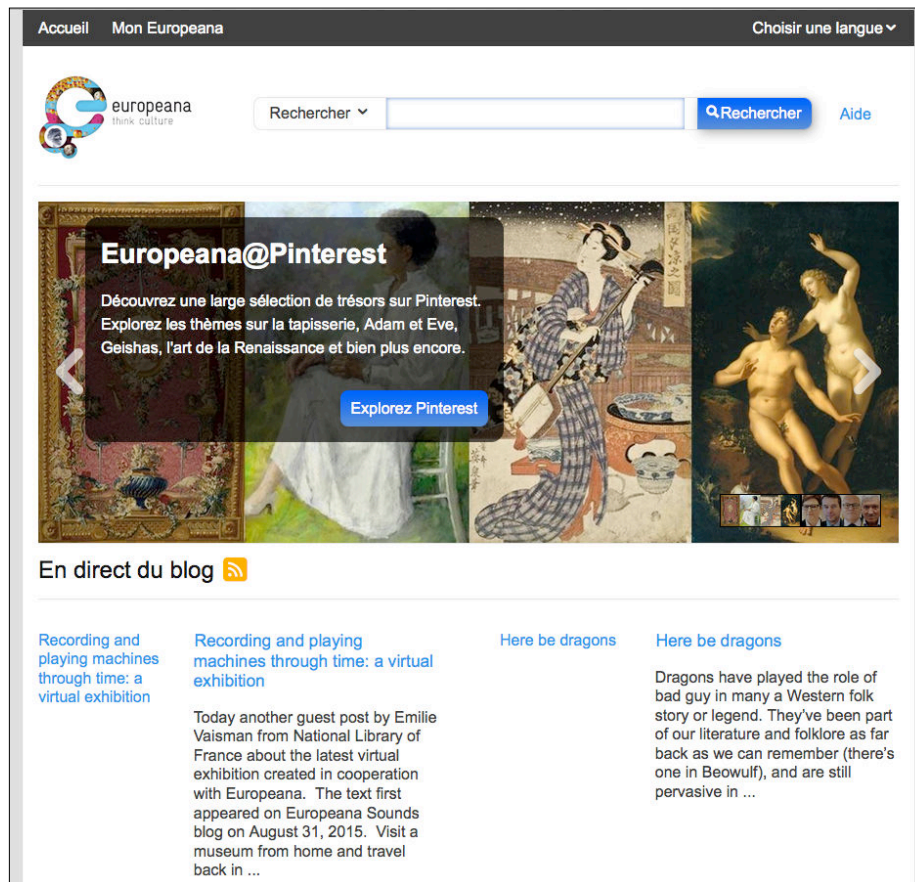 Accueil Mon Europeana Choisir une langue
europeana
think culture
Rechercher Rechercher Aide
Europeana@Pinterest
Découvrez une large sélection de trésors sur Pinterest.
Explorez les thèmes sur la tapisserie, Adam et Eve,
Geishas, l'art de la Renaissance et bien plus encore.
Explorez Pinterest
En direct du blog
Recording and
playing machines
through time: a
virtual exhibition
Recording and playing
machines through time: a virtual
exhibition
Today another guest post by Emilie
Vaisman from National Library of
France about the latest virtual
exhibition created in cooperation
with Europeana. The text first
appeared on Europeana Sounds
blog on August 31, 2015. Visit a
museum from home and travel
back in ...
Here be dragons
Here be dragons
Dragons have played the role of
bad guy in many a Western folk
story or legend. They've been part
of our literature and folklore as far
back as we can remember (there's
one in Beowulf), and are still
pervasive in ...